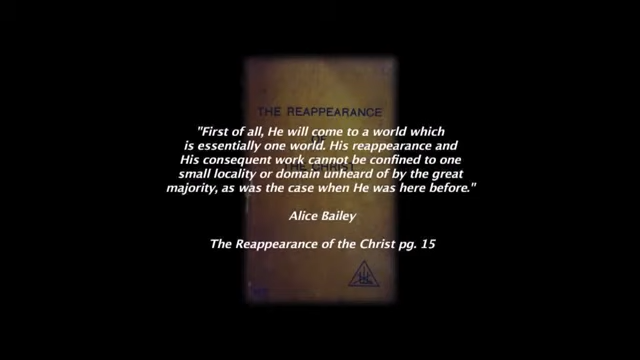 THE REAPPEARANCE
"First of all, He will come to a world which
is essentially one world. His reappearance and
His consequent work cannot be confined to one
THE CHRIST
small locality or domain unheard of by the great
majority, as was the case when He was here before."
Alice Bailey
The Reappearance of the Christ pg. 15